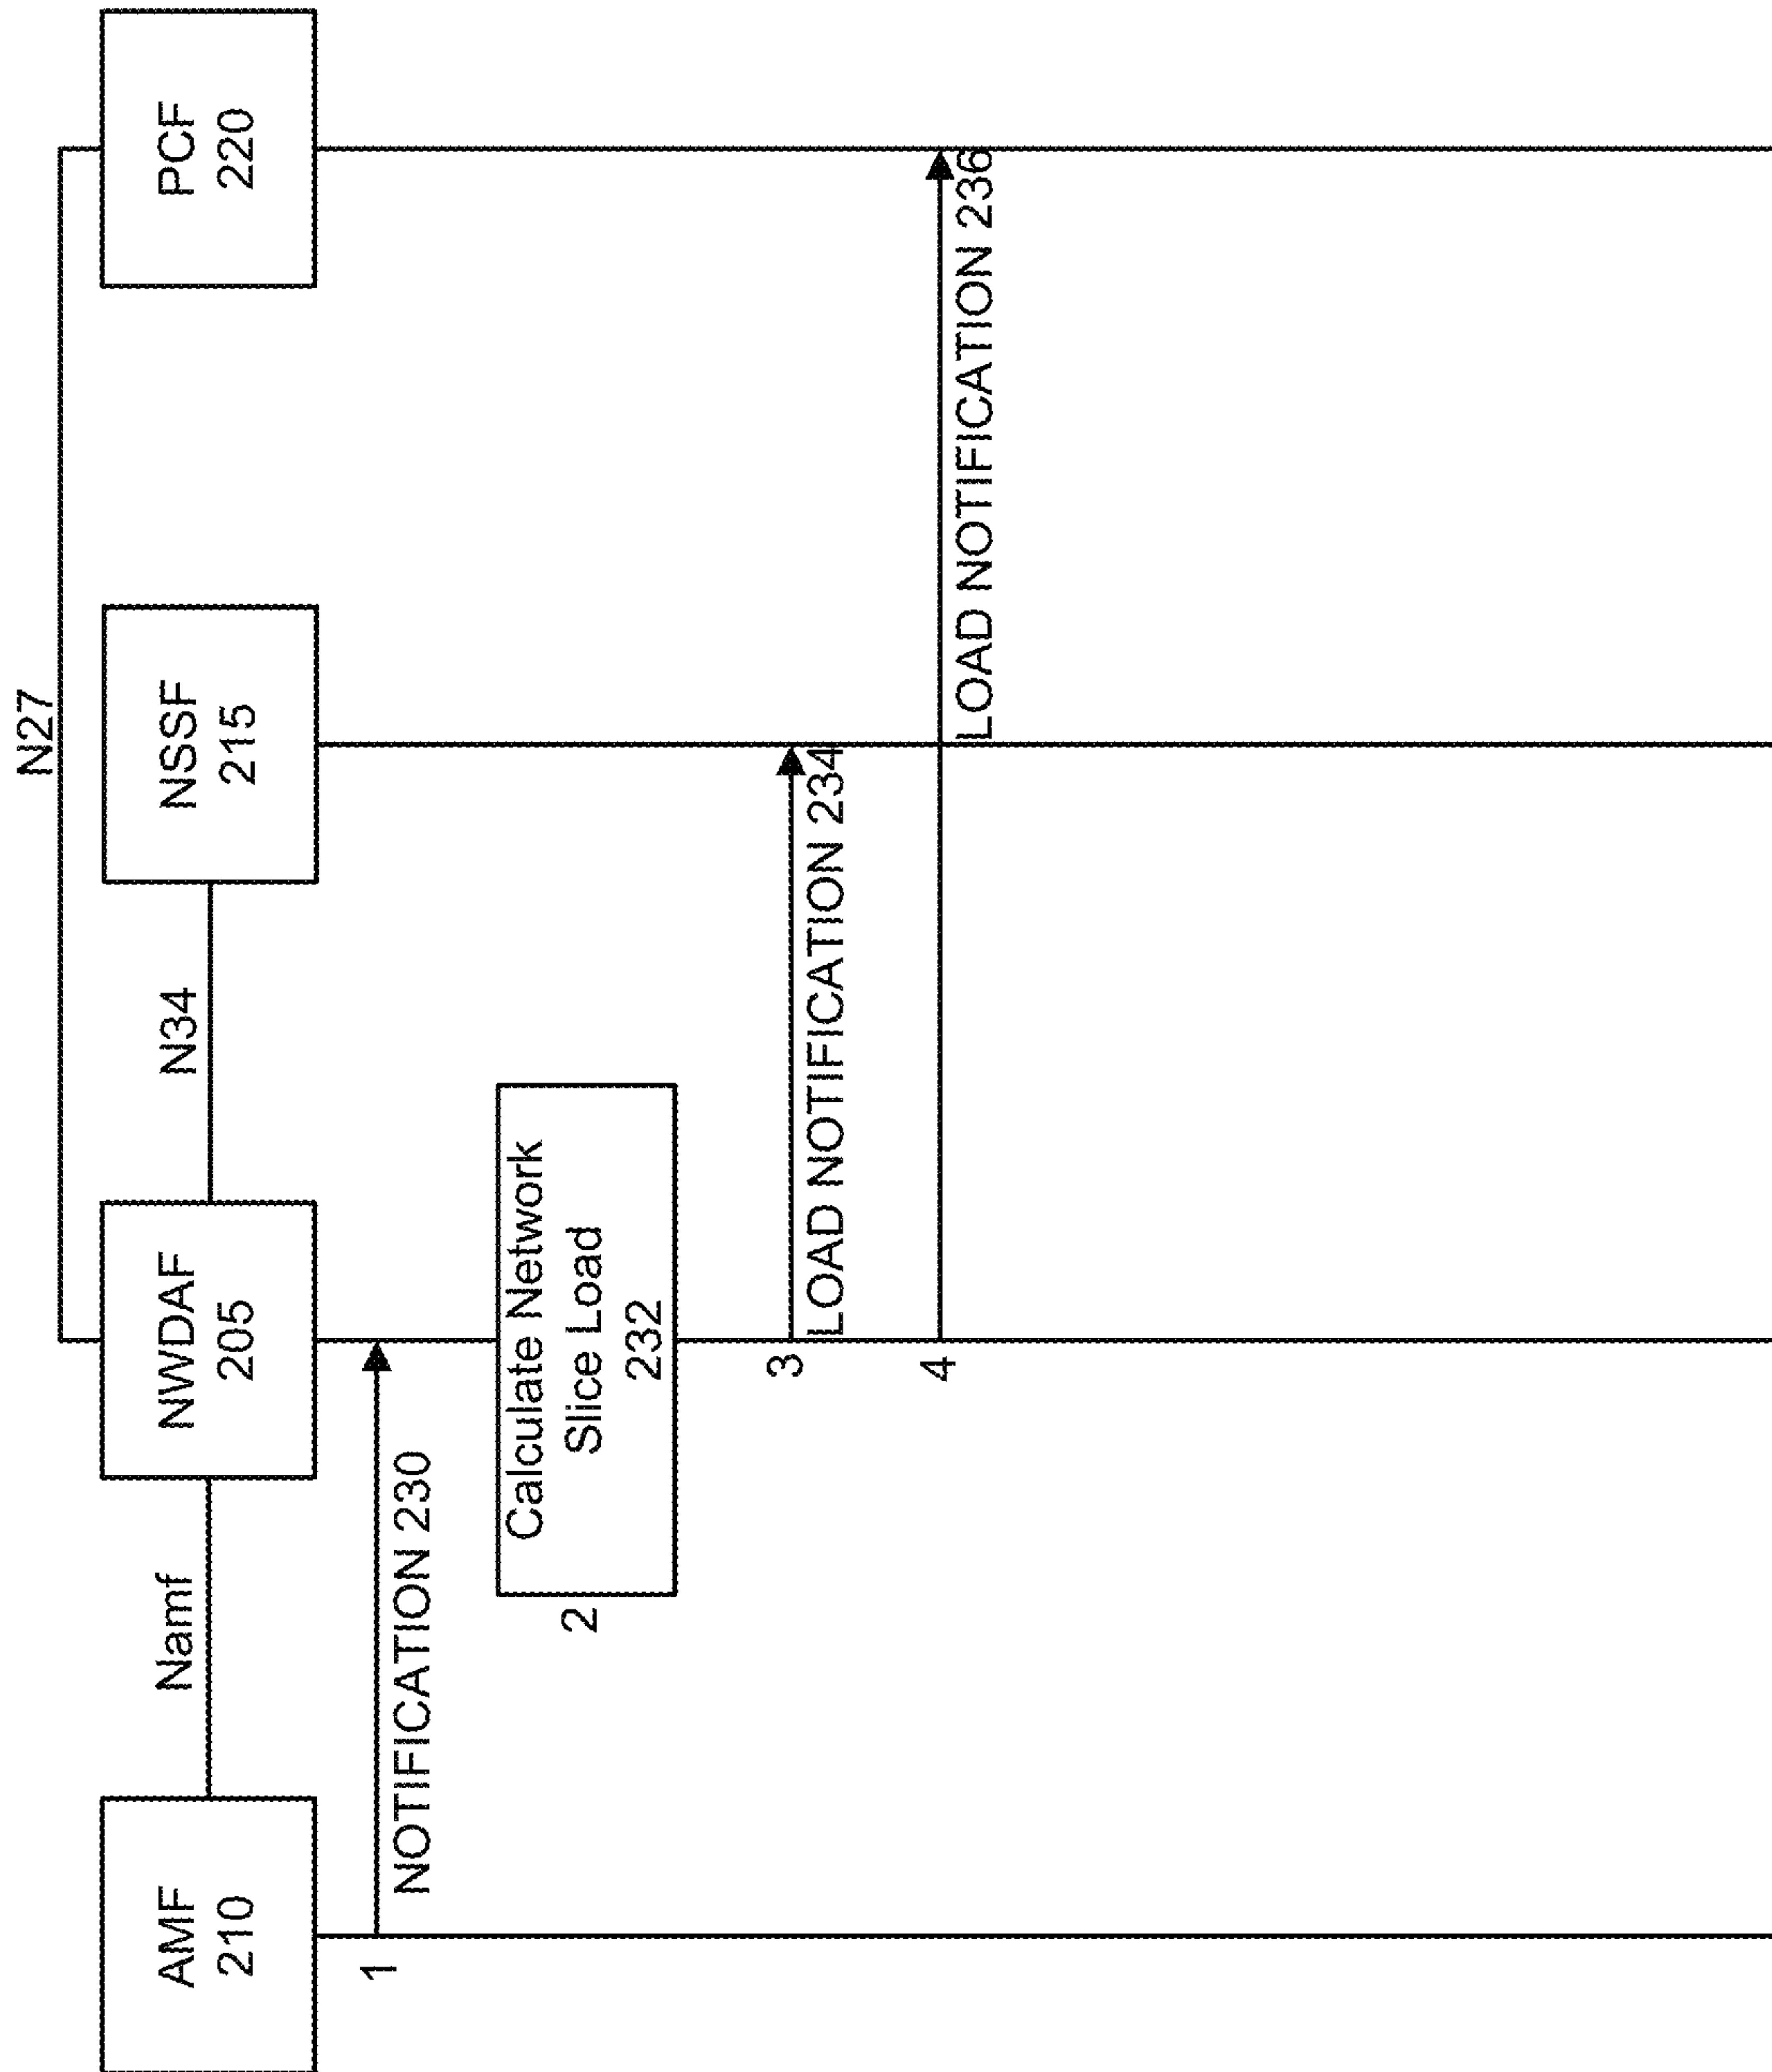 N27
AMF
210
Namf
NWDAF
205
N34
NSSF
215
PCF
220
1
NOTIFICATION 230
2
Calculate Network
Slice Load
232
3
LOAD NOTIFICATION 234
4
LOAD NOTIFICATION 236